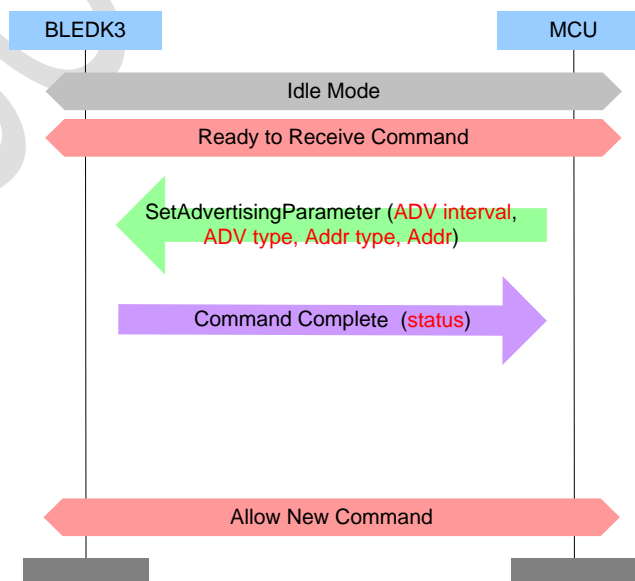 BLEDK3
MCU
Idle Mode
Ready to Receive Command
SetAdvertisingParameter (ADV interval,
ADV type, Addr type, Addr)
Command Complete (status)
Allow New Command